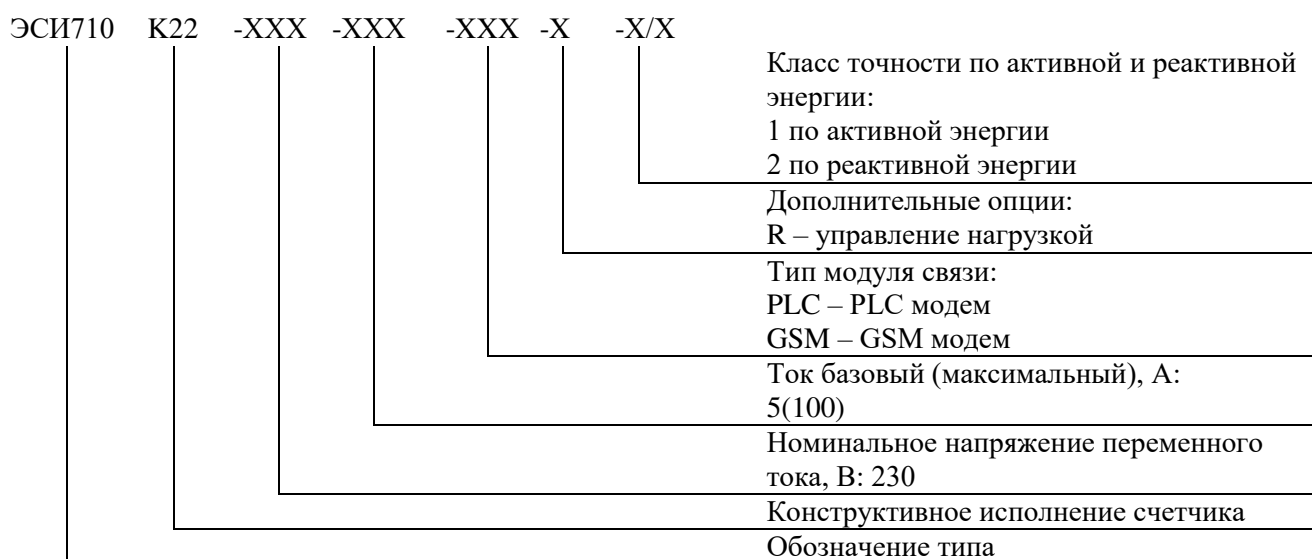 ЭСИ710 K22 -XXX -XXX -XXX -X -X/X
Класс точности по активной и реактивной
энергии:
1 по активной энергии
2 по реактивной энергии
Дополнительные опции:
R – управление нагрузкой
Тип модуля связи:
PLC – PLC модем
GSM – GSM модем
Ток базовый (максимальный), А:
5(100)
Номинальное напряжение переменного
тока, В: 230
Конструктивное исполнение счетчика
Обозначение типа